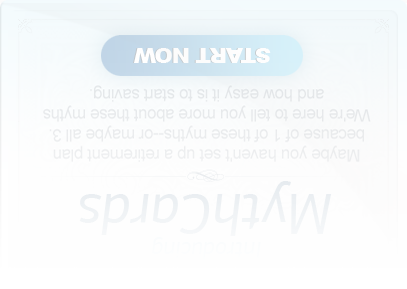 MythCards
Maybe you haven't set up a retirement plan
because of 1 of these myths--or maybe all 3.
We're here to tell you more about these myths
and how easy it is to start saving:
START NOW